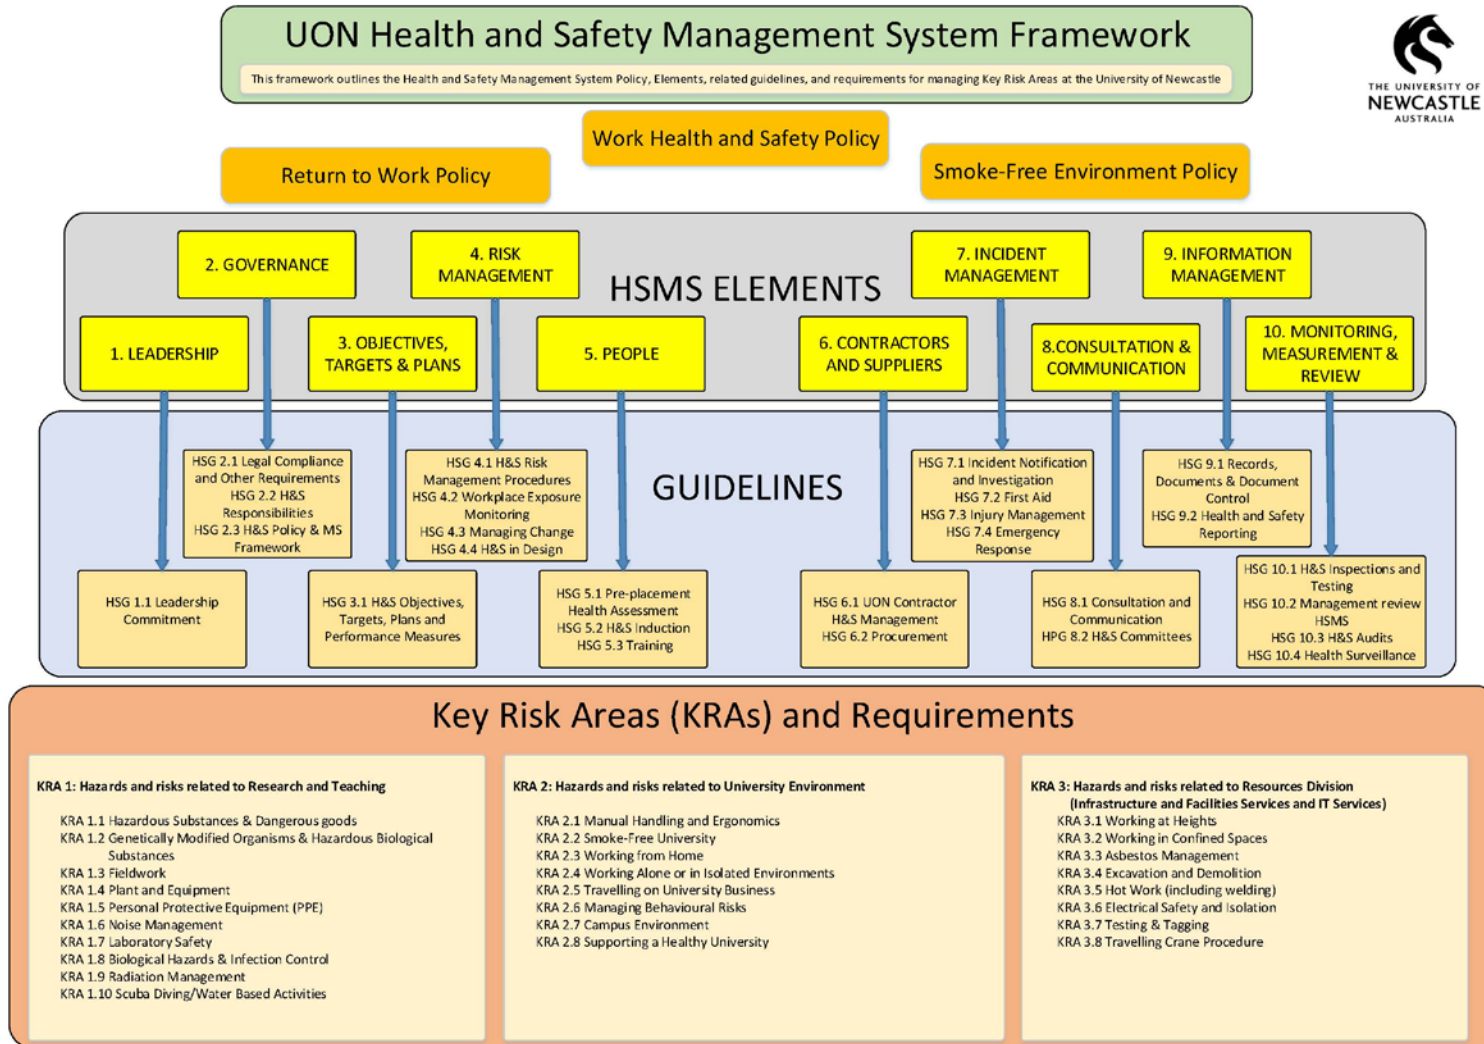 UON Health and Safety Management System Framework
This framework outlines the Health and Safety Management System Policy, Elements, related guidelines, and requirements for managing Key Risk Areas at the University of Newcastle
THE UNIVERSITY OF
NEWCASTLE
AUSTRALIA
Work Health and Safety Policy
Return to Work Policy
Smoke-Free Environment Policy
HSMS ELEMENTS
1. LEADERSHIP
2. GOVERNANCE
3. OBJECTIVES,
TARGETS & PLANS
4. RISK
MANAGEMENT
5. PEOPLE
6. CONTRACTORS
AND SUPPLIERS
7. INCIDENT
MANAGEMENT
8.CONSULTATION &
COMMUNICATION
9. INFORMATION
MANAGEMENT
10. MONITORING,
MEASUREMENT &
REVIEW
GUIDELINES
HSG 1.1 Leadership
Commitment
HSG 2.1 Legal Compliance
and Other Requirements
HSG 2.2 H&S
Responsibilities
HSG 2.3 H&S Policy & MS
Framework
HSG 3.1 H&S Objectives,
Targets, Plans and
Performance Measures
HSG 4.1 H&S Risk
Management Procedures
HSG 4.2 Workplace Exposure
Monitoring
HSG 4.3 Managing Change
HSG 4.4 H&S in Design
HSG 5.1 Pre-placement
Health Assessment
HSG 5.2 H&S Induction
HSG 5.3 Training
HSG 6.1 UON Contractor
H&S Management
HSG 6.2 Procurement
HSG 7.1 Incident Notification
and Investigation
HSG 7.2 First Aid
HSG 7.3 Injury Management
HSG 7.4 Emergency
Response
HSG 8.1 Consultation and
Communication
HPG 8.2 H&S Committees
HSG 9.1 Records,
Documents & Document
Control
HSG 9.2 Health and Safety
Reporting
HSG 10.1 H&S Inspections and
Testing
HSG 10.2 Management review
HSMS
HSG 10.3 H&S Audits
HSG 10.4 Health Surveillance
Key Risk Areas (KRAs) and Requirements
KRA 1: Hazards and risks related to Research and Teaching
KRA 1.1 Hazardous Substances & Dangerous goods
KRA 1.2 Genetically Modified Organisms & Hazardous Biological
Substances
KRA 1.3 Fieldwork
KRA 1.4 Plant and Equipment
KRA 1.5 Personal Protective Equipment (PPE)
KRA 1.6 Noise Management
KRA 1.7 Laboratory Safety
KRA 1.8 Biological Hazards & Infection Control
KRA 1.9 Radiation Management
KRA 1.10 Scuba Diving/Water Based Activities
KRA 2: Hazards and risks related to University Environment
KRA 2.1 Manual Handling and Ergonomics
KRA 2.2 Smoke-Free University
KRA 2.3 Working from Home
KRA 2.4 Working Alone or in Isolated Environments
KRA 2.5 Travelling on University Business
KRA 2.6 Managing Behavioural Risks
KRA 2.7 Campus Environment
KRA 2.8 Supporting a Healthy University
KRA 3: Hazards and risks related to Resources Division
(Infrastructure and Facilities Services and IT Services)
KRA 3.1 Working at Heights
KRA 3.2 Working in Confined Spaces
KRA 3.3 Asbestos Management
KRA 3.4 Excavation and Demolition
KRA 3.5 Hot Work (including welding)
KRA 3.6 Electrical Safety and Isolation
KRA 3.7 Testing & Tagging
KRA 3.8 Travelling Crane Procedure